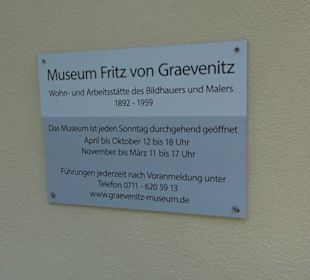 Museum Fritz von Graevenitz
Wohn- und Arbeitsstätte des Bildhauers und Malers
1892 - 1959
Das Museum ist jeden Sonntag durchgehend geöffnet
April bis Oktober 12 bis 18 Uhr
November bis März 11 bis 17 Uhr
Führungen jederzeit nach Voranmeldung unter
Telefon 0711 - 620 59 13
www.graevenitz-museum.de